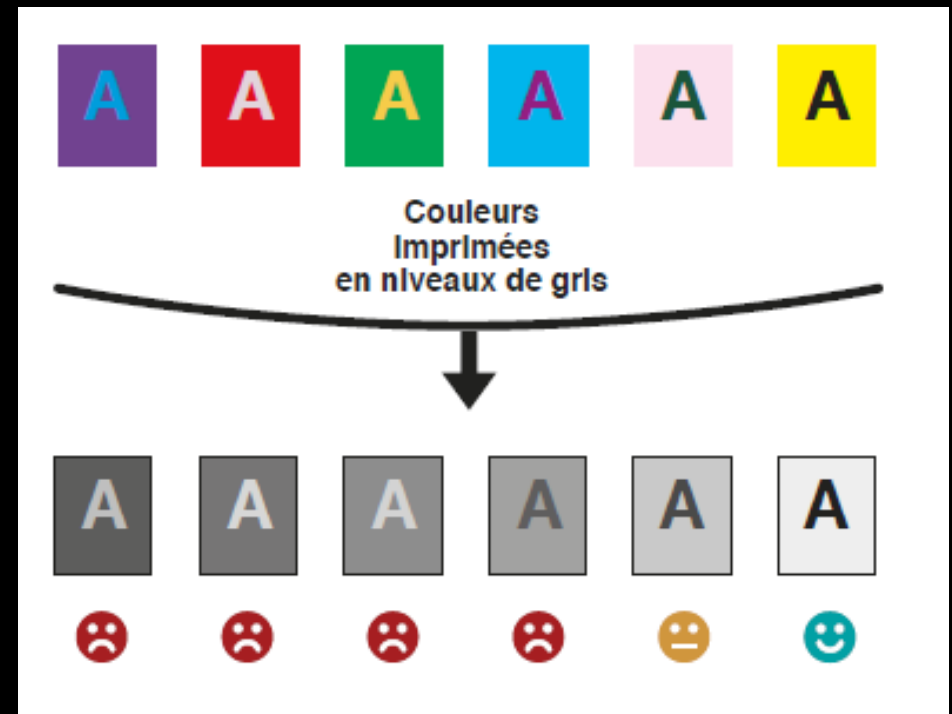 A A A A A A
Couleurs
imprimées
en niveaux de gris
A A A A A A